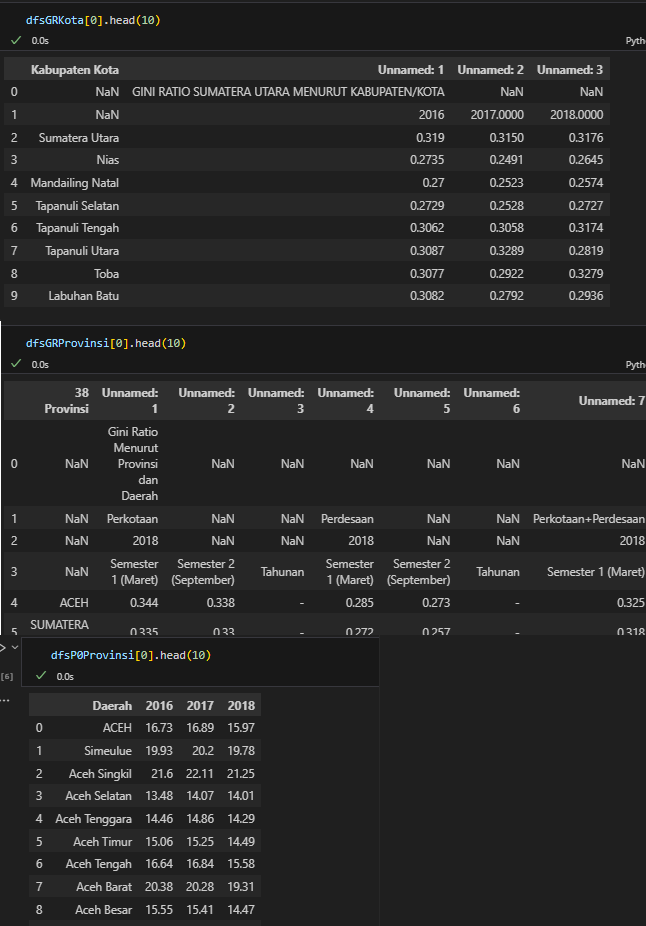 dfsGRKota[0].head(10)
0.0s
Pyth
Kabupaten Kota Unnamed: 1 Unnamed: 2 Unnamed: 3
0 NaN GINI RATIO SUMATERA UTARA MENURUT KABUPATEN/KOTA NaN NaN
1 NaN 2016 2017.0000 2018.0000
2 Sumatera Utara 0.319 0.3150 0.3176
3 Nias 0.2735 0.2491 0.2645
4 Mandailing Natal 0.27 0.2523 0.2574
5 Tapanuli Selatan 0.2729 0.2528 0.2727
6 Tapanuli Tengah 0.3062 0.3058 0.3174
7 Tapanuli Utara 0.3087 0.3289 0.2819
8 Toba 0.3077 0.2922 0.3279
9 Labuhan Batu 0.3082 0.2792 0.2936
dfsGRProvinsi[0].head(10)
0.0s
Pyth
38 Unnamed: Unnamed: Unnamed: Unnamed: Unnamed: Unnamed: Unnamed: 7
Provinsi 1 2 3 4 5 6
Gini Ratio
Menurut
0 NaN Provinsi NaN NaN NaN NaN NaN NaN
dan
Daerah
1 NaN Perkotaan NaN NaN Perdesaan NaN NaN Perkotaan+Perdesaan
2 NaN 2018 NaN NaN 2018 NaN NaN 2018
3 NaN Semester Semester 2 Tahunan Semester Semester 2 Tahunan Semester 1 (Maret)
1 (Maret) (September) 1 (Maret) (September)
4 ACEH 0.344 0.338 - 0.285 0.273 - 0.325
5 SUMATERA 0.335 0.33 - 0.272 0.257 - 0.318
[6]
dfsP0Provinsi[0].head(10)
0.0s
...
Daerah 2016 2017 2018
0 ACEH 16.73 16.89 15.97
1 Simeulue 19.93 20.2 19.78
2 Aceh Singkil 21.6 22.11 21.25
3 Aceh Selatan 13.48 14.07 14.01
4 Aceh Tenggara 14.46 14.86 14.29
5 Aceh Timur 15.06 15.25 14.49
6 Aceh Tengah 16.64 16.84 15.58
7 Aceh Barat 20.38 20.28 19.31
8 Aceh Besar 15.55 15.41 14.47